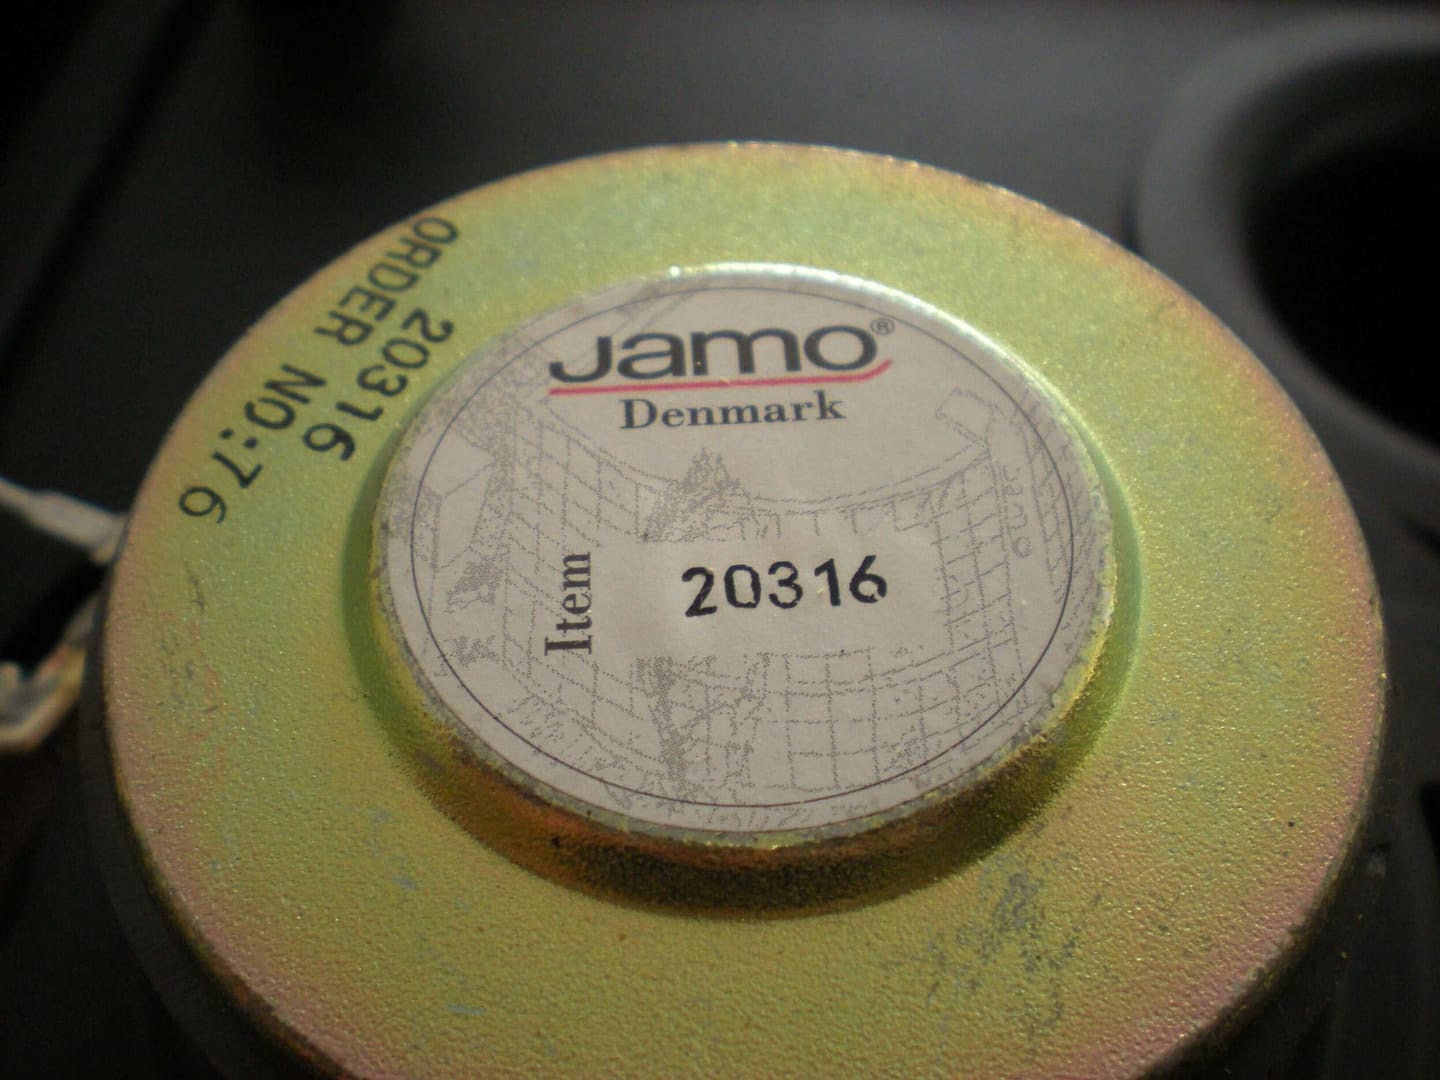 Jamo®
Denmark
Item
20316
20316
ORDER NO:76